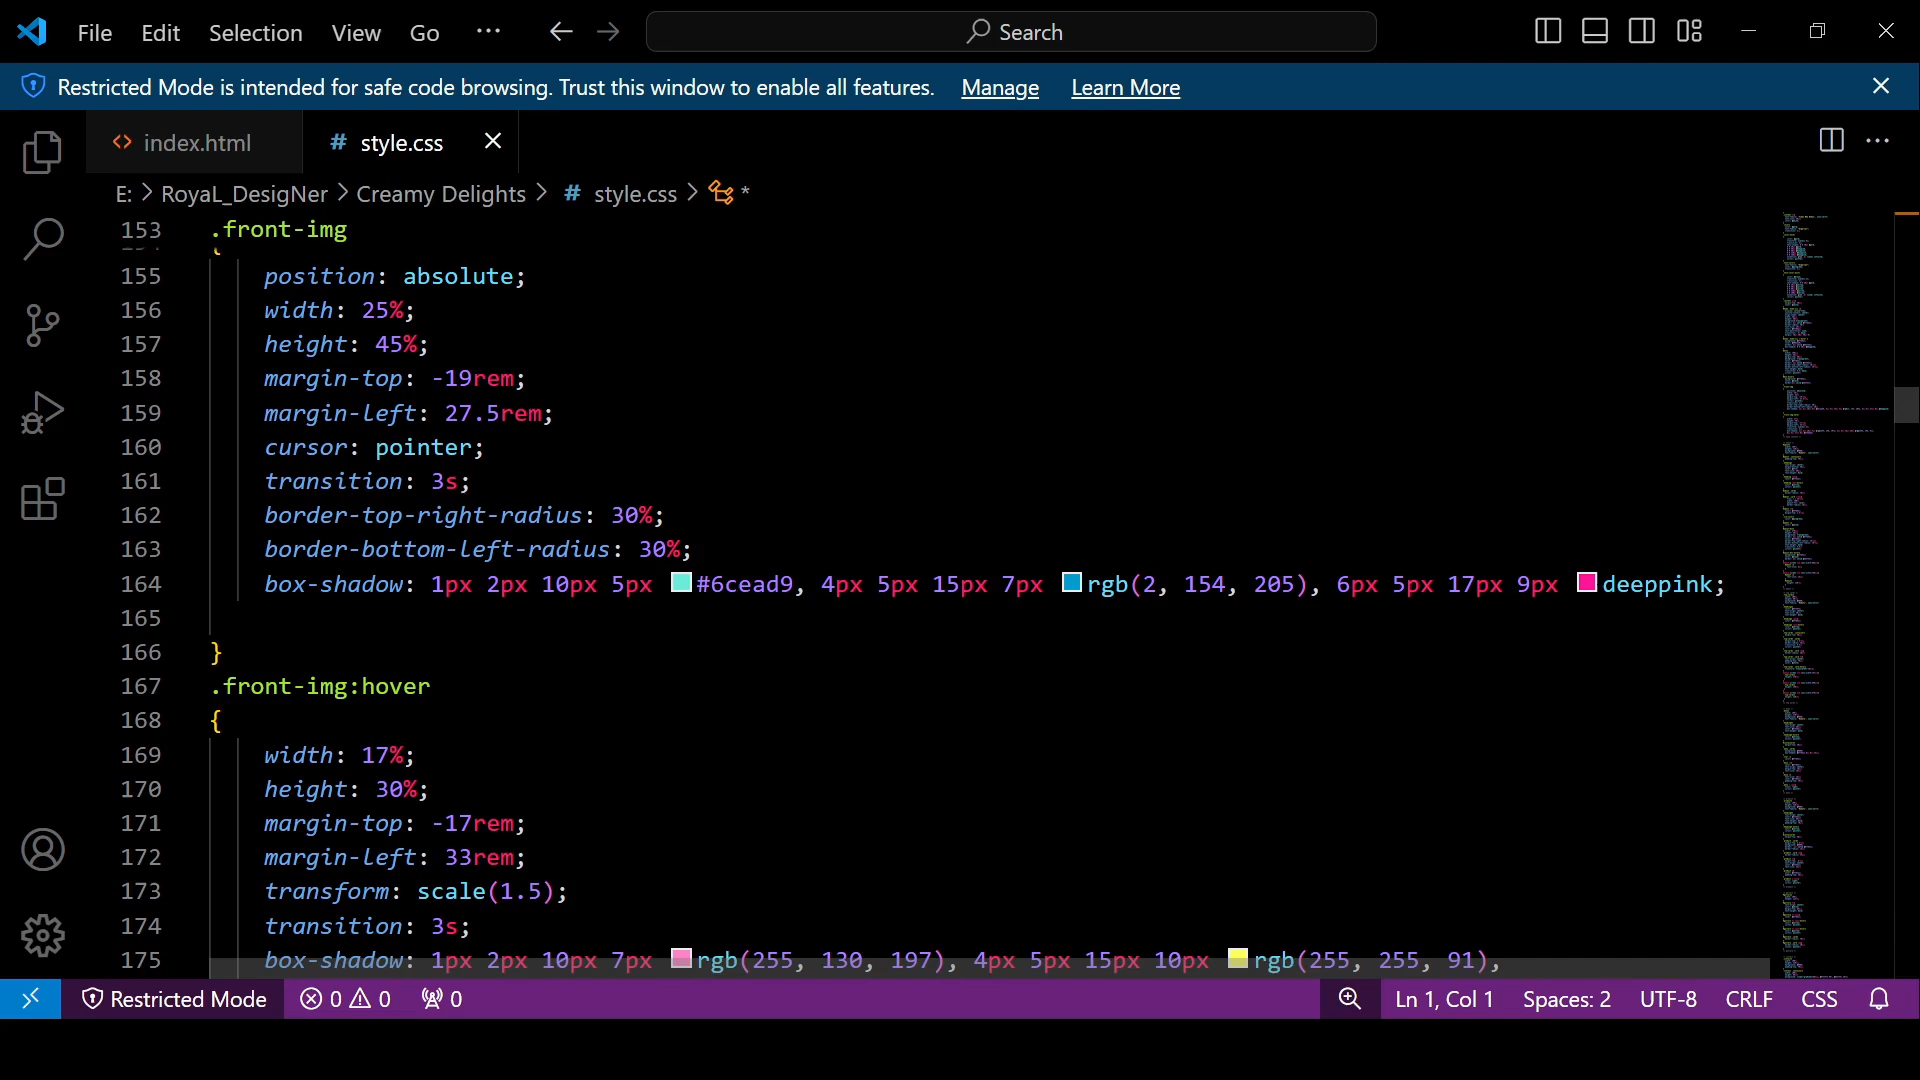 File Edit Selection View Go ··· Search
Restricted Mode is intended for safe code browsing. Trust this window to enable all features. Manage Learn More
index.html # style.css
E: > RoyaL_DesigNer > Creamy Delights > # style.css > *
153 .front-img
{
155 position: absolute;
156 width: 25%;
157 height: 45%;
158 margin-top: -19rem;
159 margin-left: 27.5rem;
160 cursor: pointer;
161 transition: 3s;
162 border-top-right-radius: 30%;
163 border-bottom-left-radius: 30%;
164 box-shadow: 1px 2px 10px 5px #6cead9, 4px 5px 15px 7px rgb(2, 154, 205), 6px 5px 17px 9px deeppink;
165
166 }
167 .front-img:hover
168 {
169 width: 17%;
170 height: 30%;
171 margin-top: -17rem;
172 margin-left: 33rem;
173 transform: scale(1.5);
174 transition: 3s;
175 box-shadow: 1px 2px 10px 7px rgb(255, 130, 197), 4px 5px 15px 10px rgb(255, 255, 91),
Restricted Mode 0 0 0 Ln 1, Col 1 Spaces: 2 UTF-8 CRLF CSS